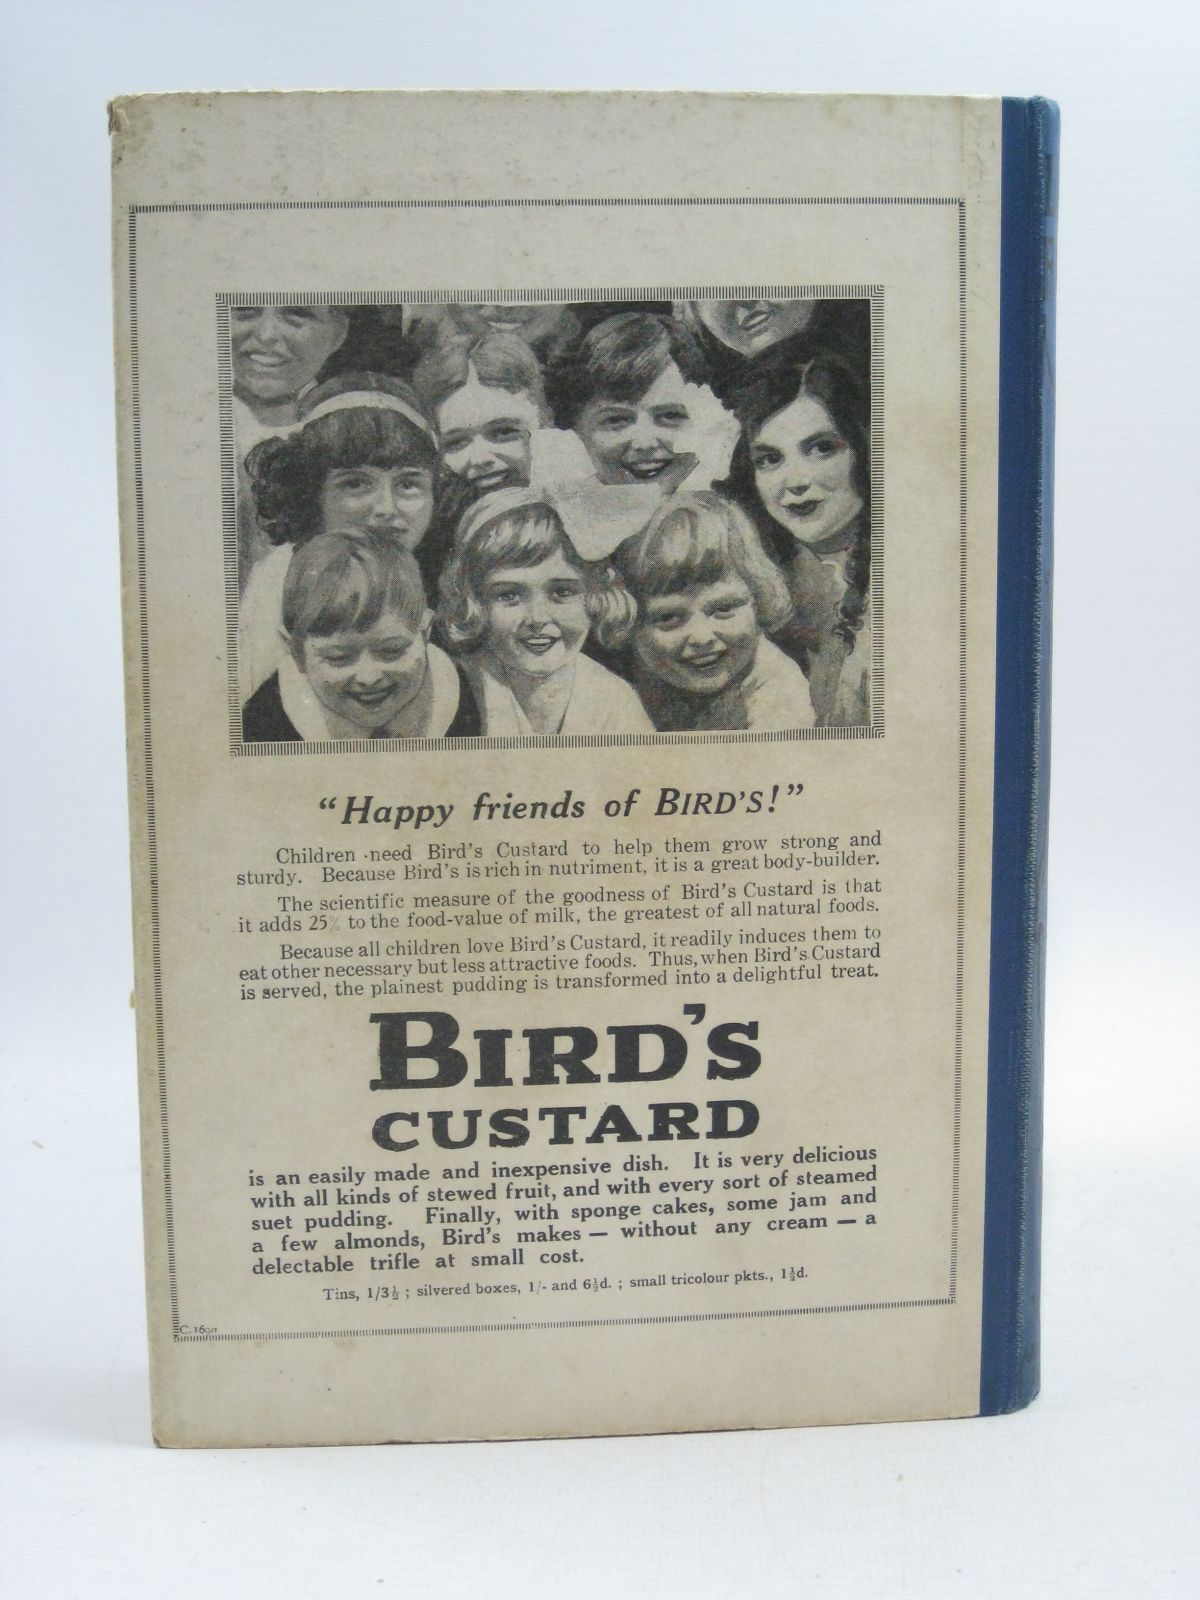 “Happy friends of BIRD'S!”
Children need Bird's Custard to help them grow strong and
sturdy. Because Bird's is rich in nutriment, it is a great body-builder.
The scientific measure of the goodness of Bird's Custard is that
it adds 25% to the food-value of milk, the greatest of all natural foods.
Because all children love Bird's Custard, it readily induces them to
eat other necessary but less attractive foods. Thus, when Bird's Custard
is served, the plainest pudding is transformed into a delightful treat.
BIRD'S
CUSTARD
is an easily made and inexpensive dish. It is very delicious
with all kinds of stewed fruit, and with every sort of steamed
suet pudding. Finally, with sponge cakes, some jam and
a few almonds, Bird's makes — without any cream — a
delectable trifle at small cost.
Tins, 1/3½ ; silvered boxes, 1/- and 6½d. ; small tricolour pkts., 1½d.